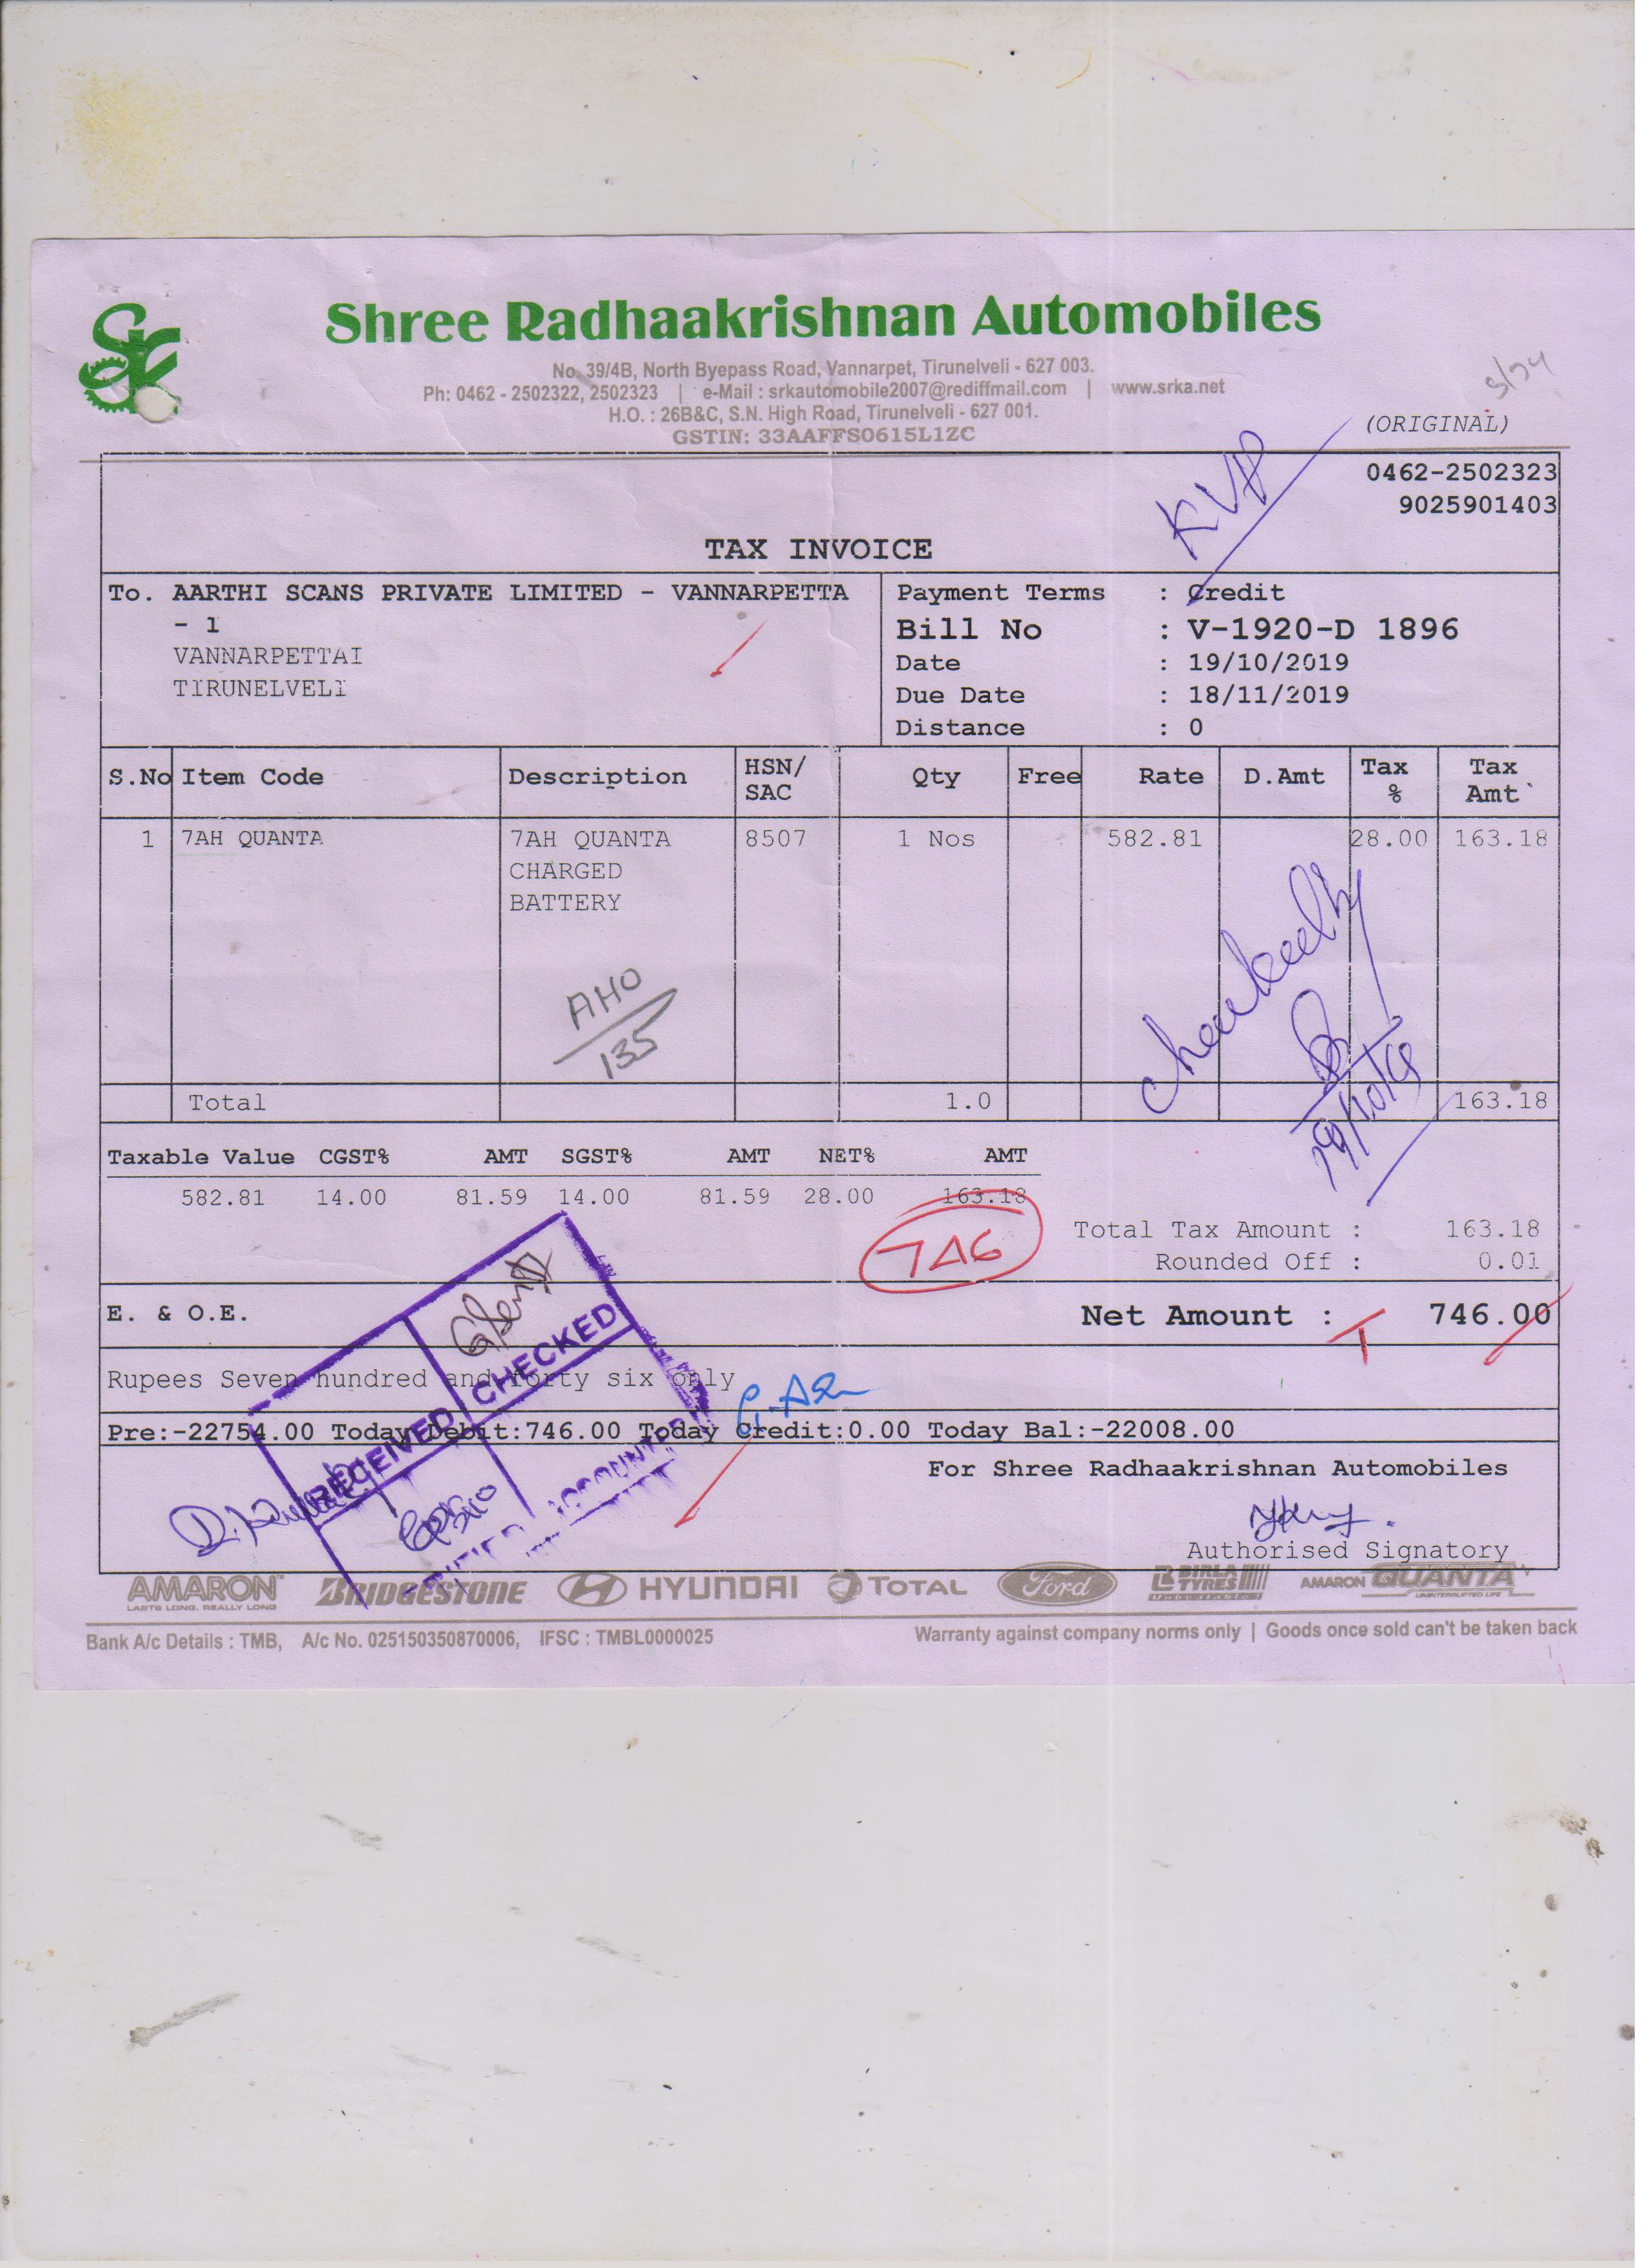 Shree Radhaakrishnan Automobiles
No. 39/4B, North Byepass Road, Vannarpet, Tirunelveli - 627 003.
Ph: 0462 - 2502322, 2502323 | e-Mail : srkautomobile2007@rediffmail.com | www.srka.net
H.O. : 26B&C, S.N. High Road, Tirunelveli - 627 001.
GSTIN: 33AAFFS0615L1ZC
(ORIGINAL)
0462-2502323
9025901403
KVP
TAX INVOICE
To. AARTHI SCANS PRIVATE LIMITED - VANNARPETTA
- 1
VANNARPETTAI
TIRUNELVELI
Payment Terms : Credit
Bill No : V-1920-D 1896
Date : 19/10/2019
Due Date : 18/11/2019
Distance : 0
S.No Item Code Description HSN/SAC Qty Free Rate D.Amt Tax % Tax Amt
1 7AH QUANTA 7AH QUANTA 8507 1 Nos 582.81 28.00 163.18
CHARGED
BATTERY
AHO
135
Total 1.0 163.18
Taxable Value CGST% AMT SGST% AMT NET% AMT
582.81 14.00 81.59 14.00 81.59 28.00 163.18
746
Total Tax Amount : 163.18
Rounded Off : 0.01
E. & O.E. Net Amount : 746.00
Rupees Seven hundred and forty six only
Pre:-22754.00 Today Debit:746.00 Today Credit:0.00 Today Bal:-22008.00
RECEIVED CHECKED
For Shree Radhaakrishnan Automobiles
Authorised Signatory
AMARON BRIDGESTONE HYUNDAI TOTAL Ford BIRLA TYRES AMARON QUANTA
LASTS LONG. REALLY LONG UNINTERRUPTED LIFE
Bank A/c Details : TMB, A/c No. 025150350870006, IFSC : TMBL0000025
Warranty against company norms only | Goods once sold can't be taken back